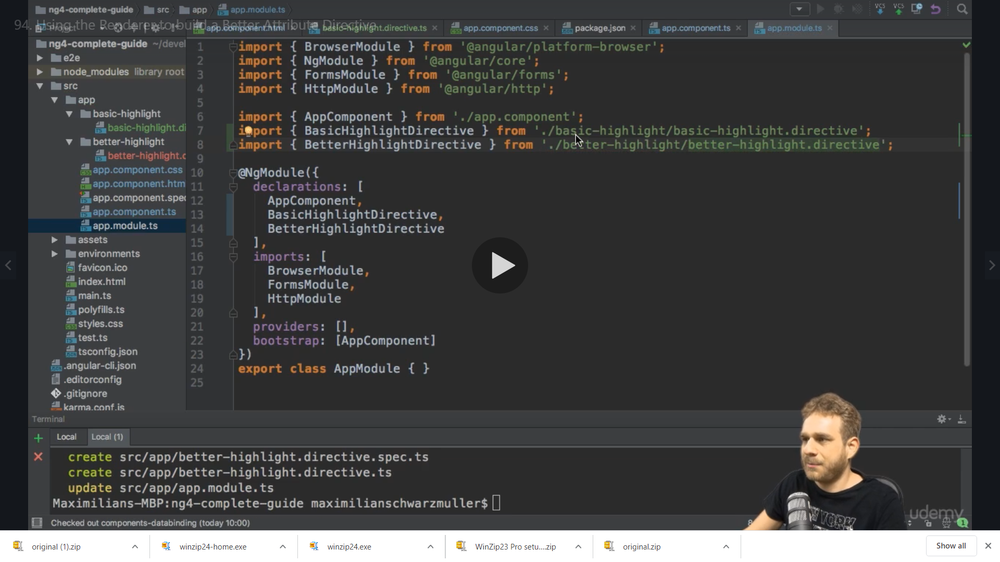 ng4-complete-guide src app app.module.ts
94. Using the Renderer to build a Better Attribute Directive
app.component.html basic-highlight.directive.ts app.component.css package.json app.component.ts app.module.ts
ng4-complete-guide ~/devel
e2e
node_modules library root
src
app
basic-highlight
basic-highlight.di
better-highlight
better-highlight.c
app.component.css
app.component.htm
app.component.spec
app.component.ts
app.module.ts
assets
environments
favicon.ico
index.html
main.ts
polyfills.ts
styles.css
test.ts
tsconfig.json
.angular-cli.json
.editorconfig
.gitignore
karma.conf.js
1 import { BrowserModule } from '@angular/platform-browser';
2 import { NgModule } from '@angular/core';
3 import { FormsModule } from '@angular/forms';
4 import { HttpModule } from '@angular/http';
5
6 import { AppComponent } from './app.component';
7 import { BasicHighlightDirective } from './basic-highlight/basic-highlight.directive';
8 import { BetterHighlightDirective } from './better-highlight/better-highlight.directive';
9
10 @NgModule({
11 declarations: [
12 AppComponent,
13 BasicHighlightDirective,
14 BetterHighlightDirective
15 ],
16 imports: [
17 BrowserModule,
18 FormsModule,
19 HttpModule
20 ],
21 providers: [],
22 bootstrap: [AppComponent]
23 })
24 export class AppModule { }
25
Terminal
Local Local (1)
create src/app/better-highlight.directive.spec.ts
create src/app/better-highlight.directive.ts
update src/app/app.module.ts
Maximilians-MBP:ng4-complete-guide maximilianschwarzmuller$
Checked out components-databinding (today 10:00)
NEW YORK
udemy
1
original (1).zip winzip24-home.exe winzip24.exe WinZip23 Pro setu....zip original.zip Show all